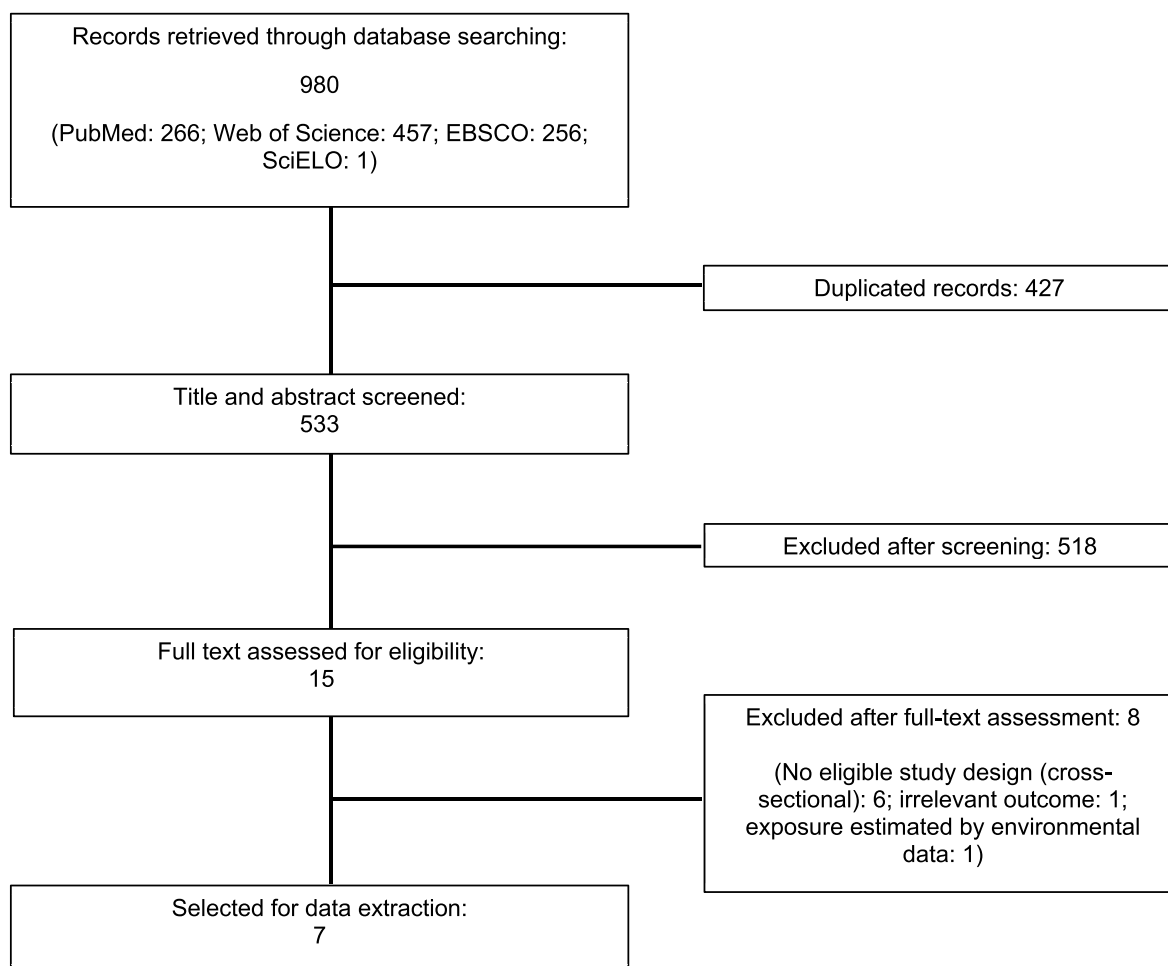 Records retrieved through database searching:
980
(PubMed: 266; Web of Science: 457; EBSCO: 256;
SciELO: 1)
Duplicated records: 427
Title and abstract screened:
533
Excluded after screening: 518
Full text assessed for eligibility:
15
Excluded after full-text assessment: 8
(No eligible study design (cross-
sectional): 6; irrelevant outcome: 1;
exposure estimated by environmental
data: 1)
Selected for data extraction:
7